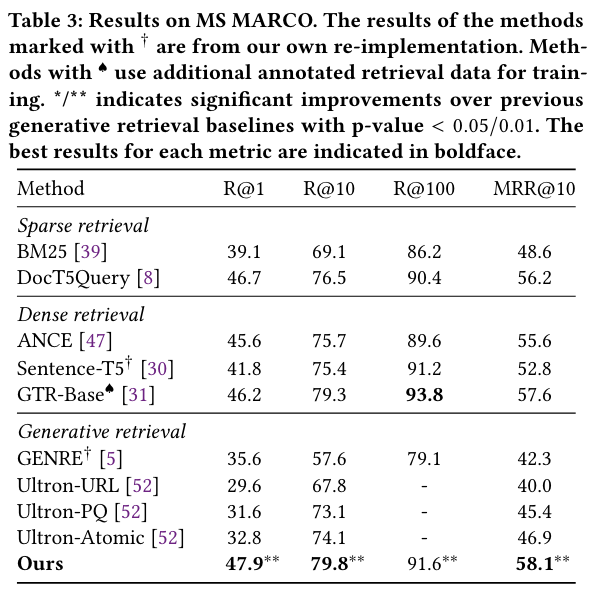 Table 3: Results on MS MARCO. The results of the methods
marked with † are from our own re-implementation. Meth-
ods with ♠ use additional annotated retrieval data for train-
ing. */** indicates significant improvements over previous
generative retrieval baselines with p-value < 0.05/0.01. The
best results for each metric are indicated in boldface.
Method R@1 R@10 R@100 MRR@10
Sparse retrieval
BM25 [39] 39.1 69.1 86.2 48.6
DocT5Query [8] 46.7 76.5 90.4 56.2
Dense retrieval
ANCE [47] 45.6 75.7 89.6 55.6
Sentence-T5† [30] 41.8 75.4 91.2 52.8
GTR-Base♠ [31] 46.2 79.3 93.8 57.6
Generative retrieval
GENRE† [5] 35.6 57.6 79.1 42.3
Ultron-URL [52] 29.6 67.8 - 40.0
Ultron-PQ [52] 31.6 73.1 - 45.4
Ultron-Atomic [52] 32.8 74.1 - 46.9
Ours 47.9** 79.8** 91.6** 58.1**